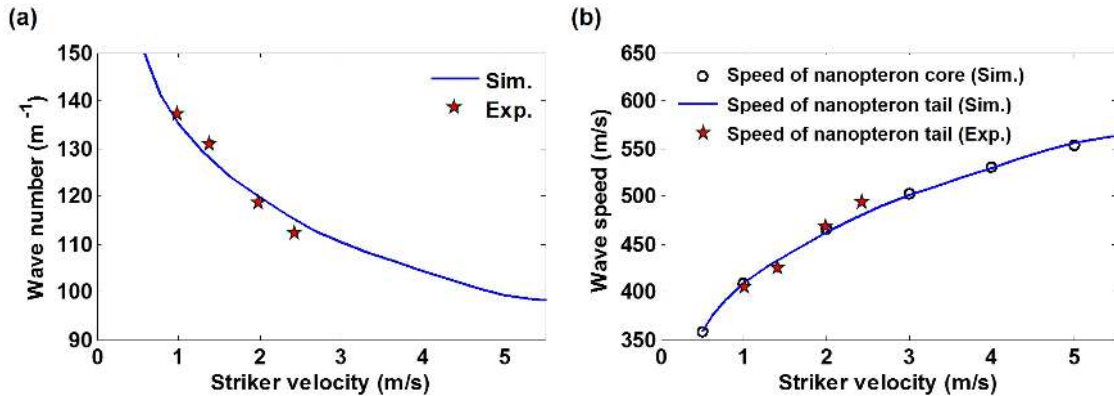 (a)
150
140
130
120
110
100
90
0
1
2
3
4
5
Wave number (m⁻¹)
Striker velocity (m/s)
Sim.
Exp.
(b)
650
600
550
500
450
400
350
0
1
2
3
4
5
Wave speed (m/s)
Striker velocity (m/s)
Speed of nanopteron core (Sim.)
Speed of nanopteron tail (Sim.)
Speed of nanopteron tail (Exp.)